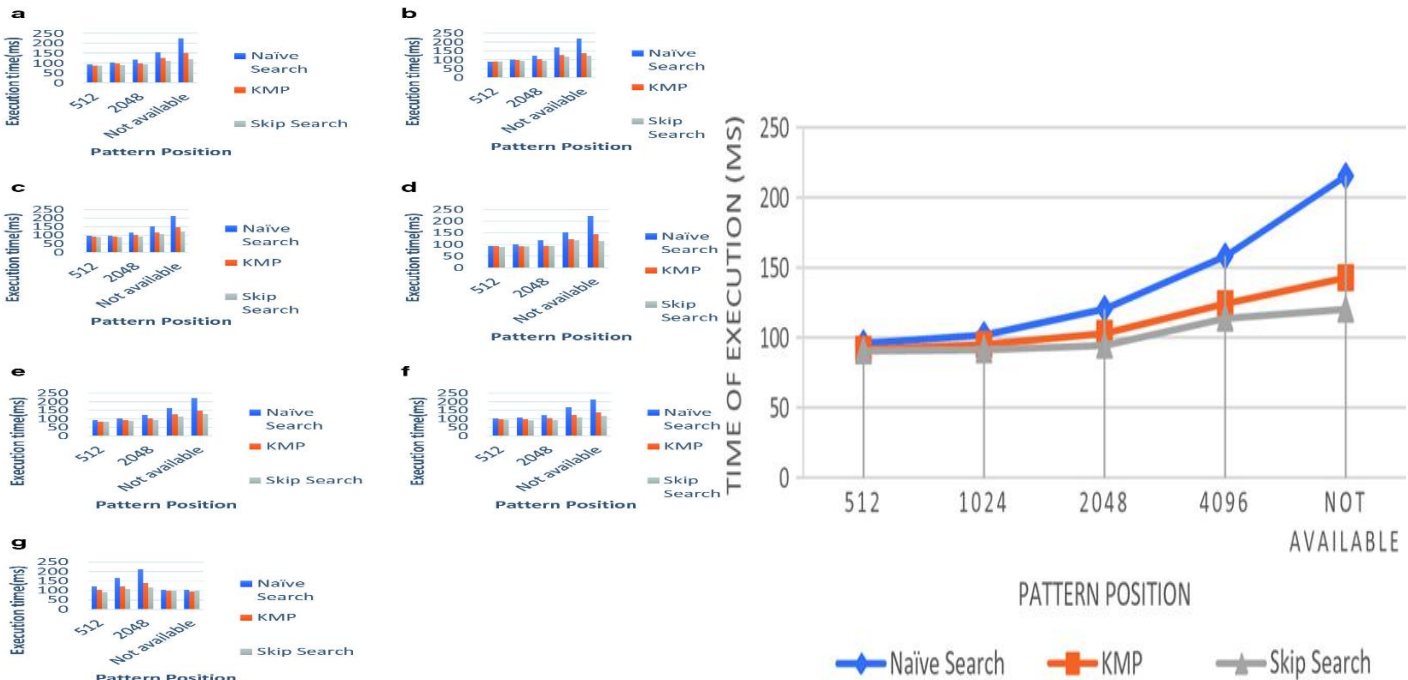 a
Execution time(ms)
250
200
150
100
50
0
512
2048
Not available
Pattern Position
Naïve
Search
KMP
Skip Search
b
Execution time(ms)
250
200
150
100
50
0
512
2048
Not available
Pattern Position
Naïve
Search
KMP
Skip
Search
c
Execution time(ms)
250
200
150
100
50
0
512
2048
Not available
Pattern Position
Naïve
Search
KMP
Skip
Search
d
Execution time(ms)
250
200
150
100
50
0
512
2048
Not available
Pattern Position
Naïve
Search
KMP
Skip
Search
e
Execution time(ms)
250
200
150
100
50
0
512
2048
Not available
Pattern Position
Naïve
Search
KMP
Skip Search
f
Execution time(ms)
250
200
150
100
50
0
512
2048
Not available
Pattern Position
Naïve
Search
KMP
Skip
Search
g
Execution time(ms)
250
200
150
100
50
0
512
2048
Not available
Pattern Position
Naïve
Search
KMP
Skip Search
TIME OF EXECUTION (MS)
250
200
150
100
50
0
512 1024 2048 4096 NOT
AVAILABLE
PATTERN POSITION
Naïve Search KMP Skip Search